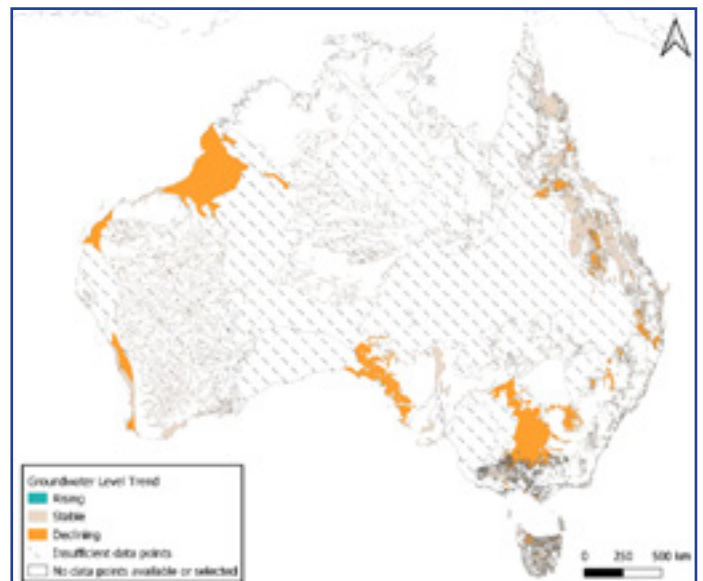 Groundwater Level Trend
Rising
Stable
Declining
Insufficient data points
No data points available or selected
0 250 500 km